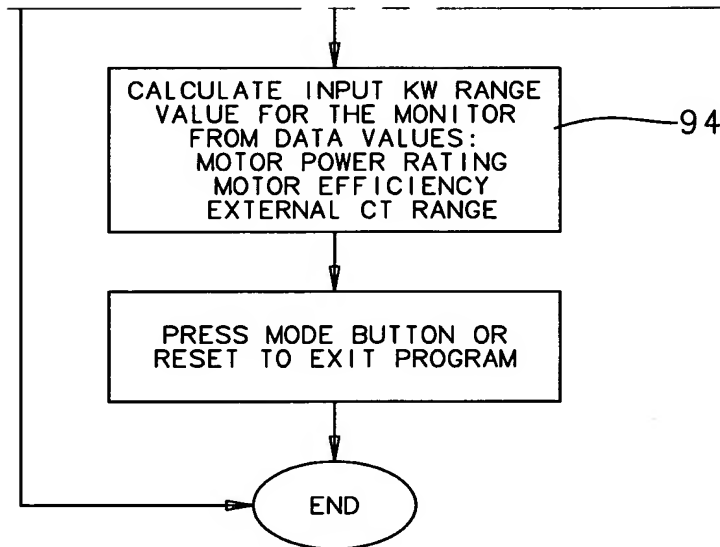 CALCULATE INPUT KW RANGE
VALUE FOR THE MONITOR
FROM DATA VALUES:
MOTOR POWER RATING
MOTOR EFFICIENCY
EXTERNAL CT RANGE
94
PRESS MODE BUTTON OR
RESET TO EXIT PROGRAM
END